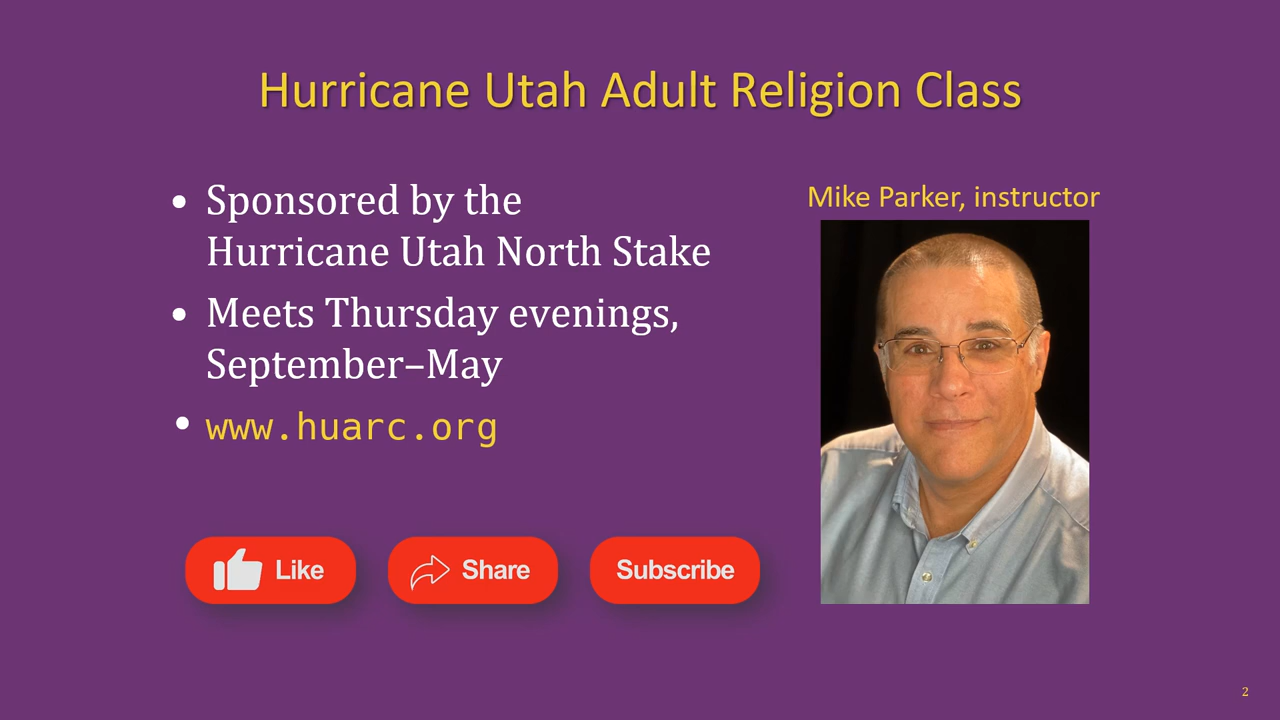 Hurricane Utah Adult Religion Class
• Sponsored by the
Hurricane Utah North Stake
• Meets Thursday evenings,
September–May
• www.huarc.org
Mike Parker, instructor
Like
Share
Subscribe
2